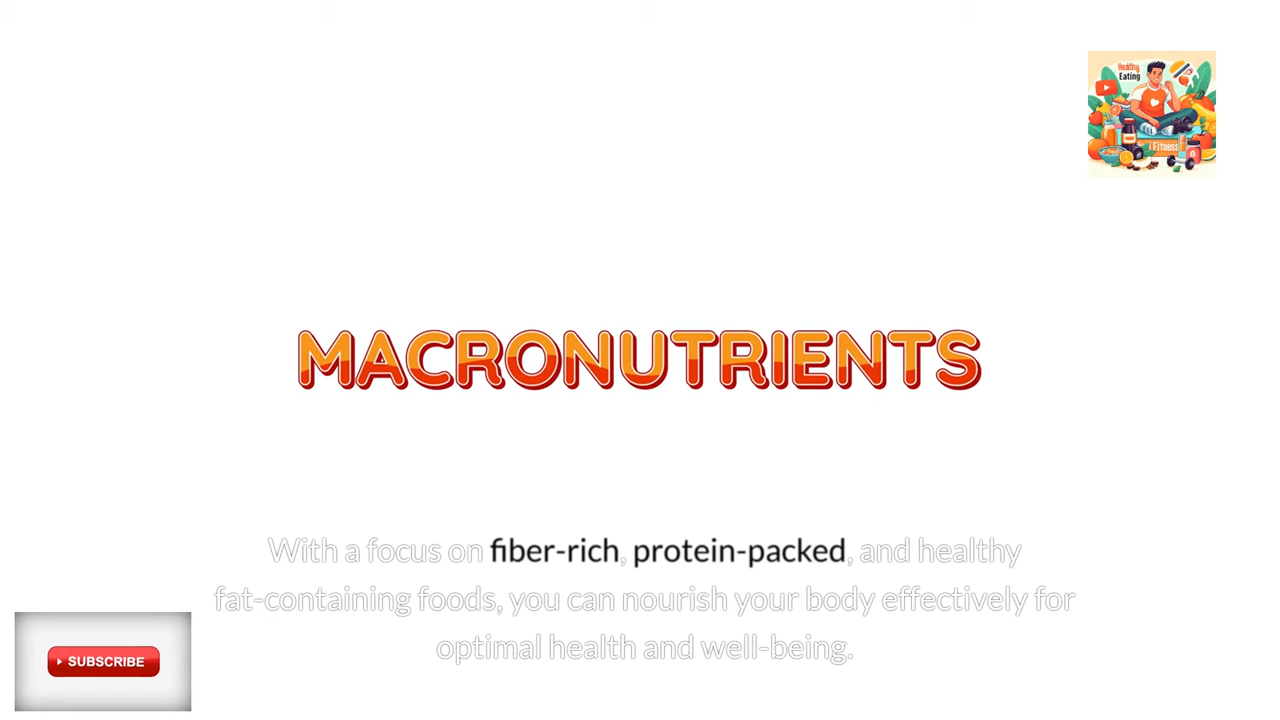 Healthy
Eating
Fitness
MACRONUTRIENTS
With a focus on fiber-rich, protein-packed, and healthy
fat-containing foods, you can nourish your body effectively for
optimal health and well-being.
SUBSCRIBE